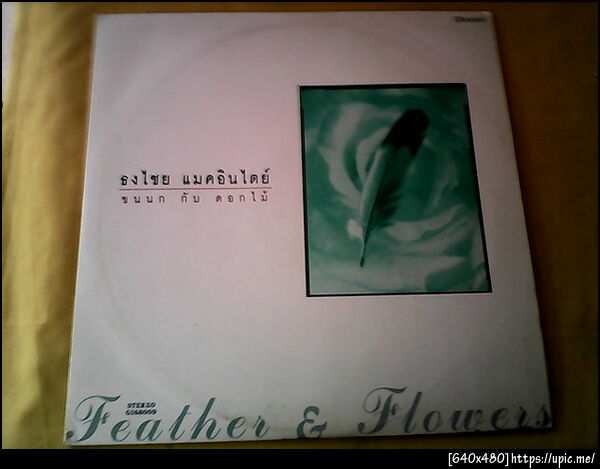 GRAMMY
ธงไชย แมคอินไตย์
ขนนก กับ ดอกไม้
STEREO
Feather & Flowers
[640x480]https://upic.me/